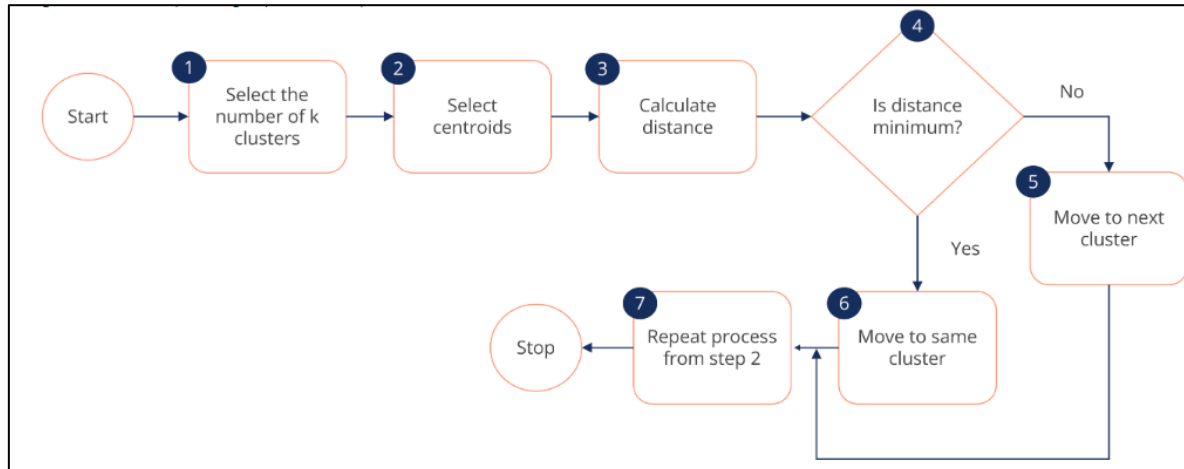 Start
1
Select the
number of k
clusters
2
Select
centroids
3
Calculate
distance
4
Is distance
minimum?
No
5
Move to next
cluster
Yes
6
Move to same
cluster
7
Repeat process
from step 2
Stop